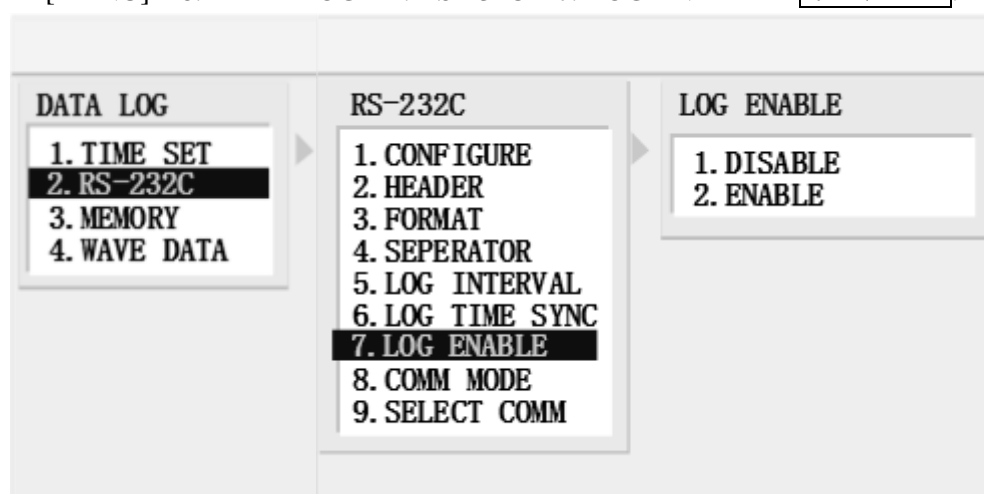 DATA LOG
1. TIME SET
2. RS-232C
3. MEMORY
4. WAVE DATA
RS-232C
1. CONFIGURE
2. HEADER
3. FORMAT
4. SEPERATOR
5. LOG INTERVAL
6. LOG TIME SYNC
7. LOG ENABLE
8. COMM MODE
9. SELECT COMM
LOG ENABLE
1. DISABLE
2. ENABLE